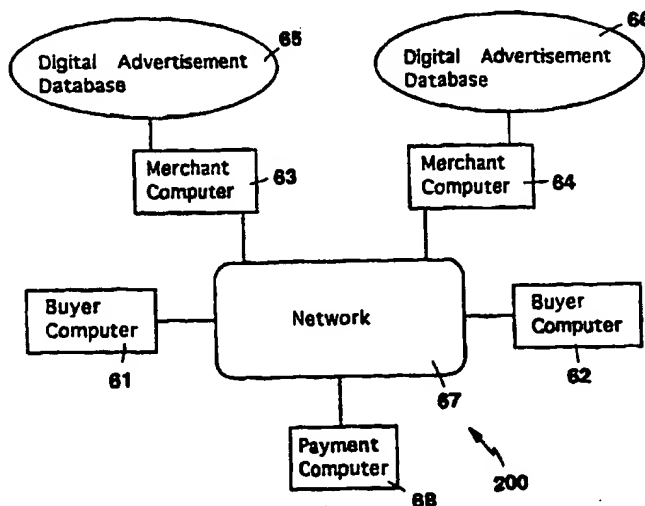 65
66
Digital Advertisement
Database
Digital Advertisement
Database
Merchant
Computer
63
Merchant
Computer
64
Buyer
Computer
61
Network
67
Buyer
Computer
62
Payment
Computer
68
200